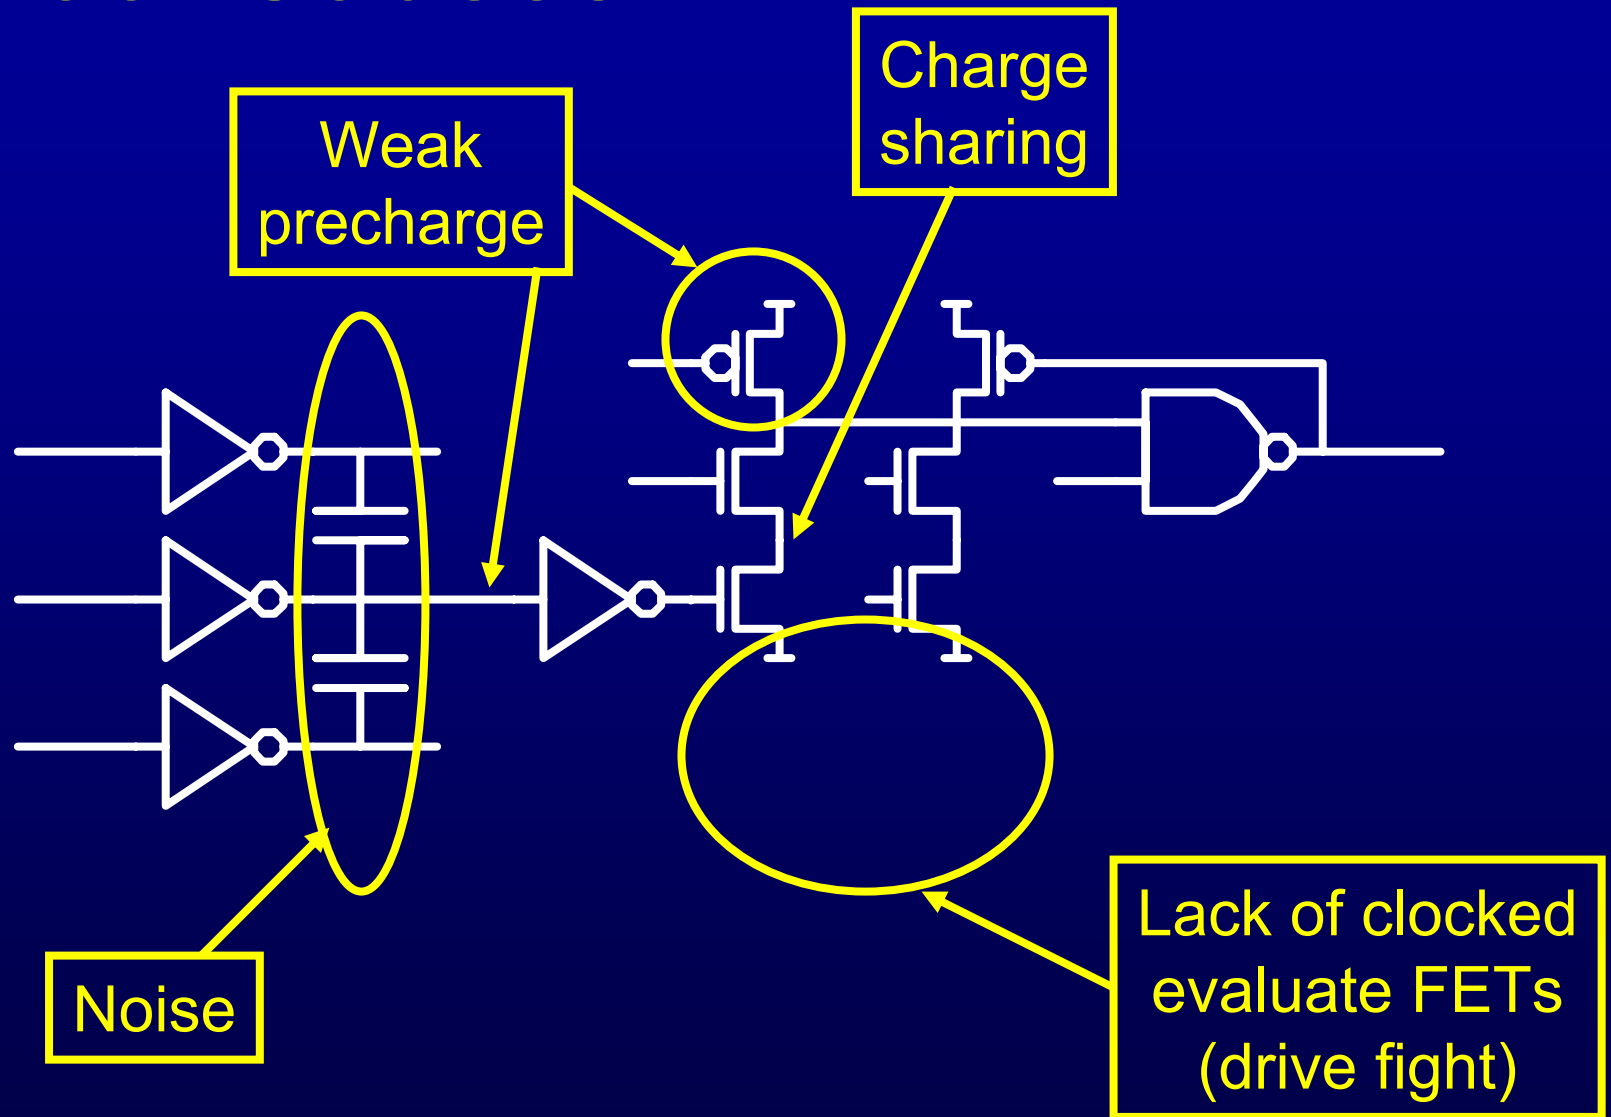 Charge
sharing
Weak
precharge
Noise
Lack of clocked
evaluate FETs
(drive fight)